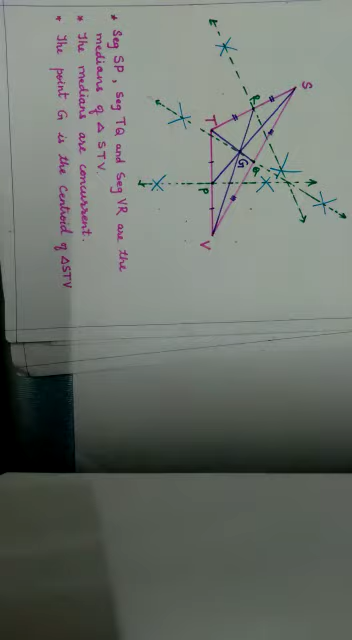 S
R
T
G
Q
P
V
* Seg SP, Seg TQ and Seg VR are the
medians of Δ STV.
* The medians are concurrent.
* The point G is the Centroid of ΔSTV